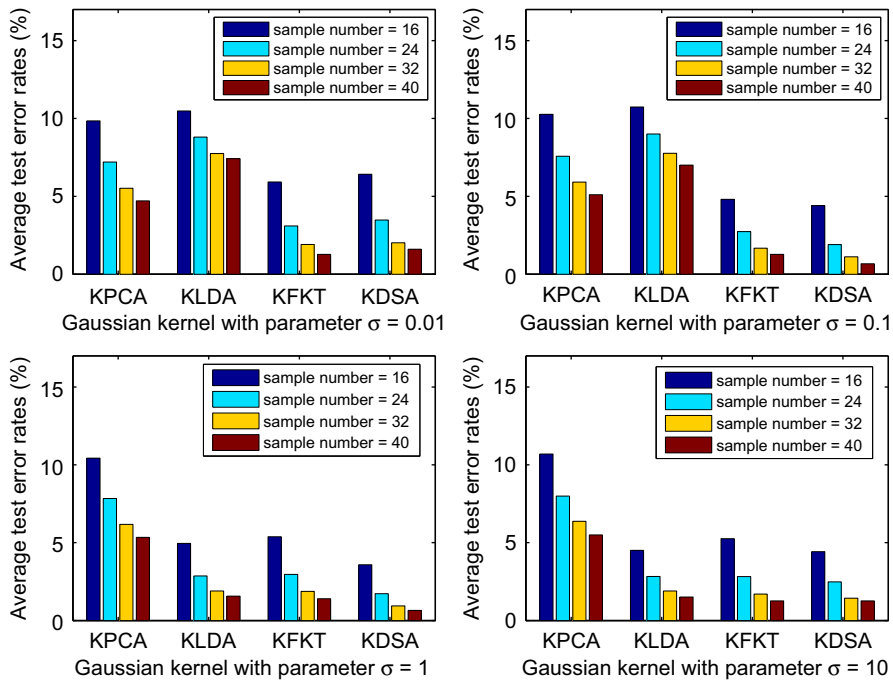 Average test error rates (%)
15
10
5
0
sample number = 16
sample number = 24
sample number = 32
sample number = 40
KPCA KLDA KFKT KDSA
Gaussian kernel with parameter σ = 0.01
Average test error rates (%)
15
10
5
0
sample number = 16
sample number = 24
sample number = 32
sample number = 40
KPCA KLDA KFKT KDSA
Gaussian kernel with parameter σ = 0.1
Average test error rates (%)
15
10
5
0
sample number = 16
sample number = 24
sample number = 32
sample number = 40
KPCA KLDA KFKT KDSA
Gaussian kernel with parameter σ = 1
Average test error rates (%)
15
10
5
0
sample number = 16
sample number = 24
sample number = 32
sample number = 40
KPCA KLDA KFKT KDSA
Gaussian kernel with parameter σ = 10